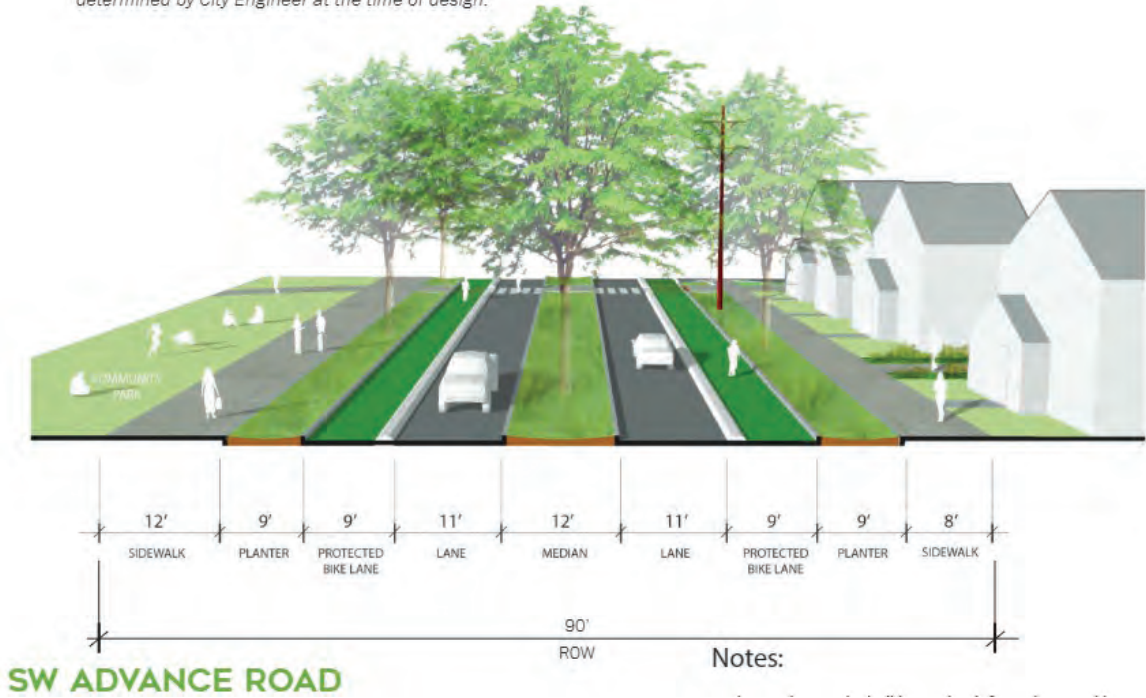 determined by City Engineer at the time of design.
COMMUNITY
PARK
12' 9' 9' 11' 12' 11' 9' 9' 8'
SIDEWALK PLANTER PROTECTED BIKE LANE LANE MEDIAN LANE PROTECTED BIKE LANE PLANTER SIDEWALK
90'
ROW
Notes:
SW ADVANCE ROAD